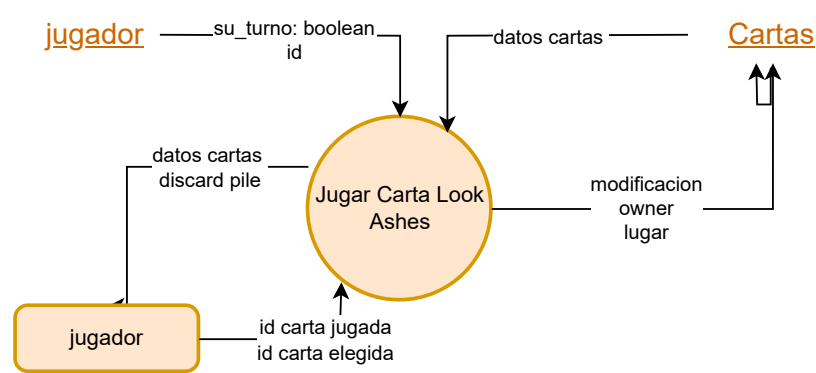 jugador
su_turno: boolean
id
datos cartas
Cartas
datos cartas
discard pile
Jugar Carta Look
Ashes
modificacion
owner
lugar
jugador
id carta jugada
id carta elegida